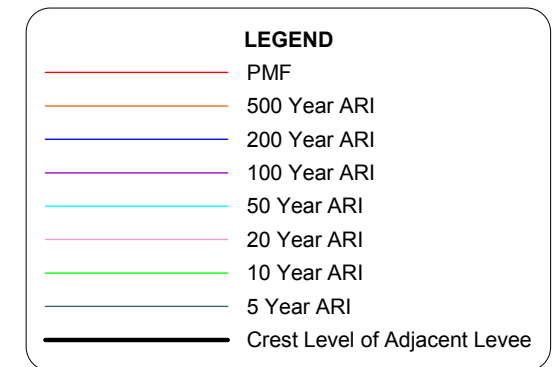 LEGEND
PMF
500 Year ARI
200 Year ARI
100 Year ARI
50 Year ARI
20 Year ARI
10 Year ARI
5 Year ARI
Crest Level of Adjacent Levee